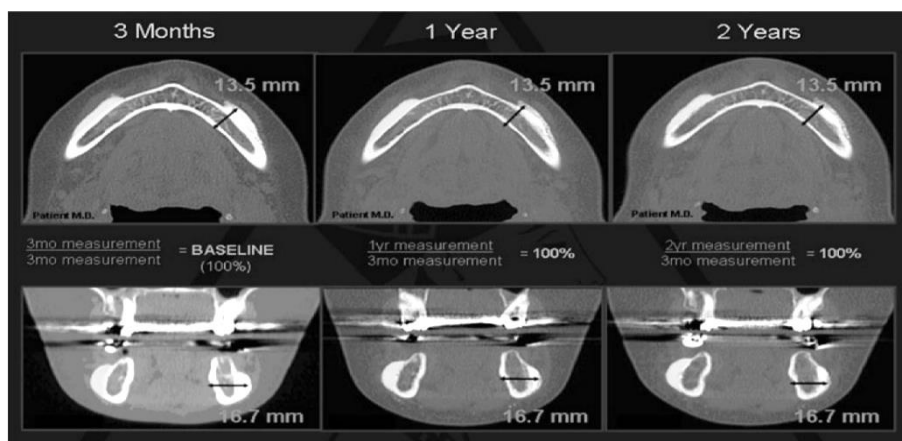 3 Months 1 Year 2 Years
13.5 mm 13.5 mm 13.5 mm
Patient M.D. Patient M.D. Patient M.D.
3mo measurement
3mo measurement
= BASELINE
(100%)
1yr measurement
3mo measurement
= 100%
2yr measurement
3mo measurement
= 100%
16.7 mm 16.7 mm 16.7 mm